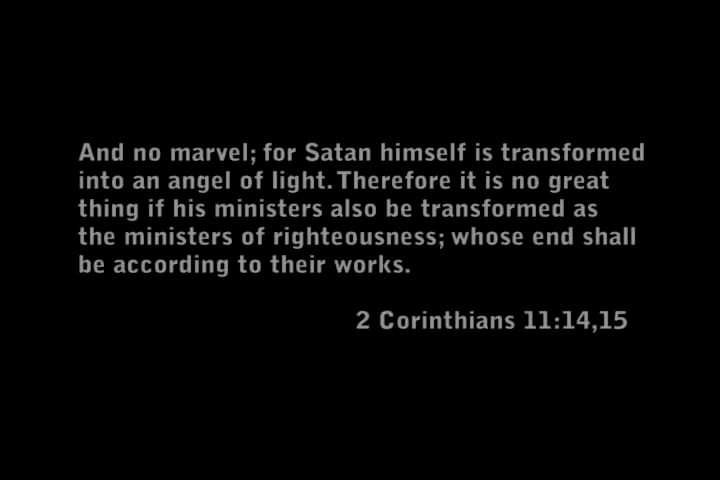 And no marvel; for Satan himself is transformed
into an angel of light. Therefore it is no great
thing if his ministers also be transformed as
the ministers of righteousness; whose end shall
be according to their works.
2 Corinthians 11:14,15